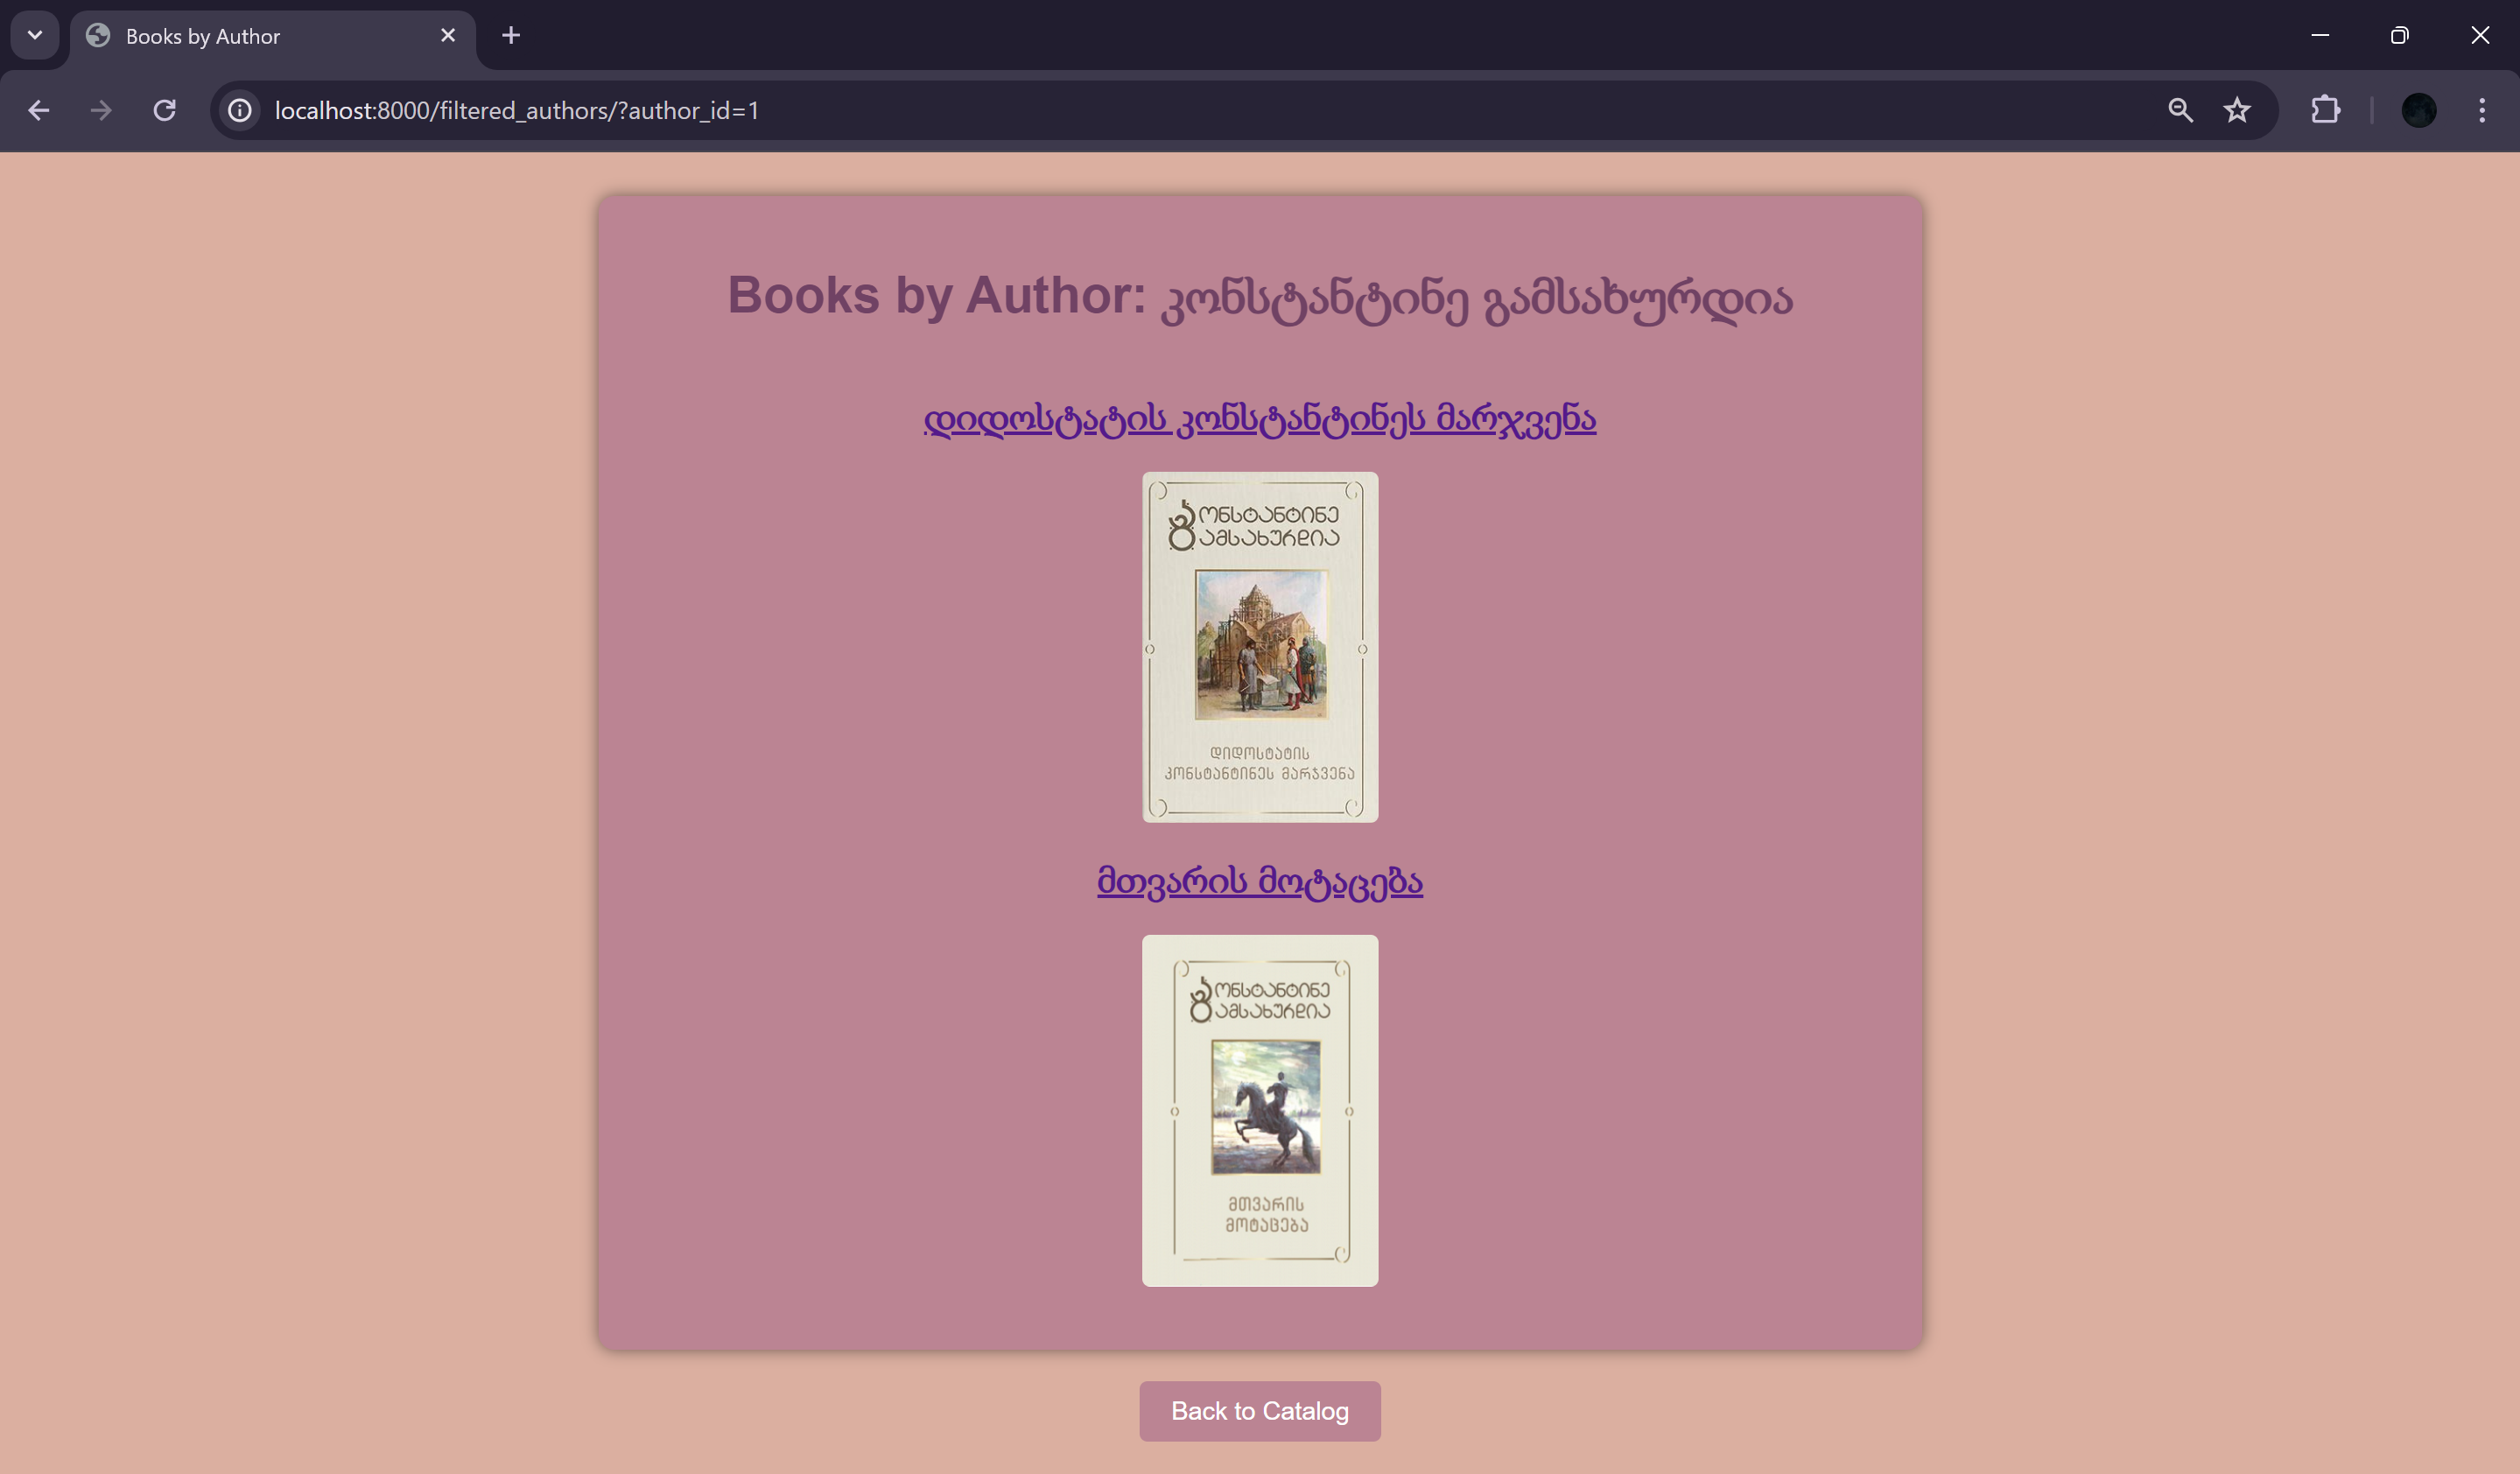 Books by Author
localhost:8000/filtered_authors/?author_id=1
Books by Author: კონსტანტინე გამსახურდია
დიდოსტატის კონსტანტინეს მარჯვენა
კონსტანტინე
გამსახურდია
დიდოსტატის
კონსტანტინეს მარჯვენა
მთვარის მოტაცება
კონსტანტინე
გამსახურდია
მთვარის
მოტაცება
Back to Catalog